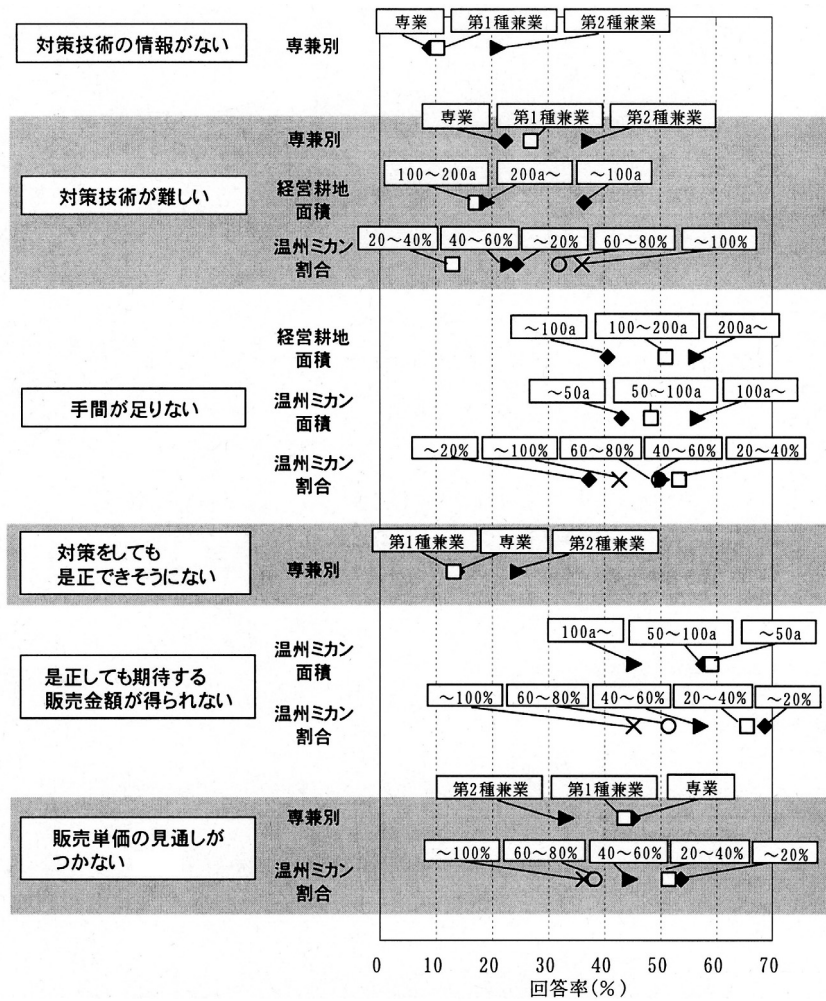 専業 第1種兼業 第2種兼業
対策技術の情報がない 専兼別
専業 第1種兼業 第2種兼業
専兼別
対策技術が難しい
100～200a 200a～ ～100a
経営耕地
面積
20～40% 40～60% ～20% 60～80% ～100%
温州ミカン
割合
～100a 100～200a 200a～
経営耕地
面積
手間が足りない
～50a 50～100a 100a～
温州ミカン
面積
～20% ～100% 60～80% 40～60% 20～40%
温州ミカン
割合
対策をしても
是正できそうにない
第1種兼業 専業 第2種兼業
専兼別
是正しても期待する
販売金額が得られない
100a～ 50～100a ～50a
温州ミカン
面積
～100% 60～80% 40～60% 20～40% ～20%
温州ミカン
割合
販売単価の見通しが
つかない
第2種兼業 第1種兼業 専業
専兼別
～100% 60～80% 40～60% 20～40% ～20%
温州ミカン
割合
0 10 20 30 40 50 60 70
回答率(%)